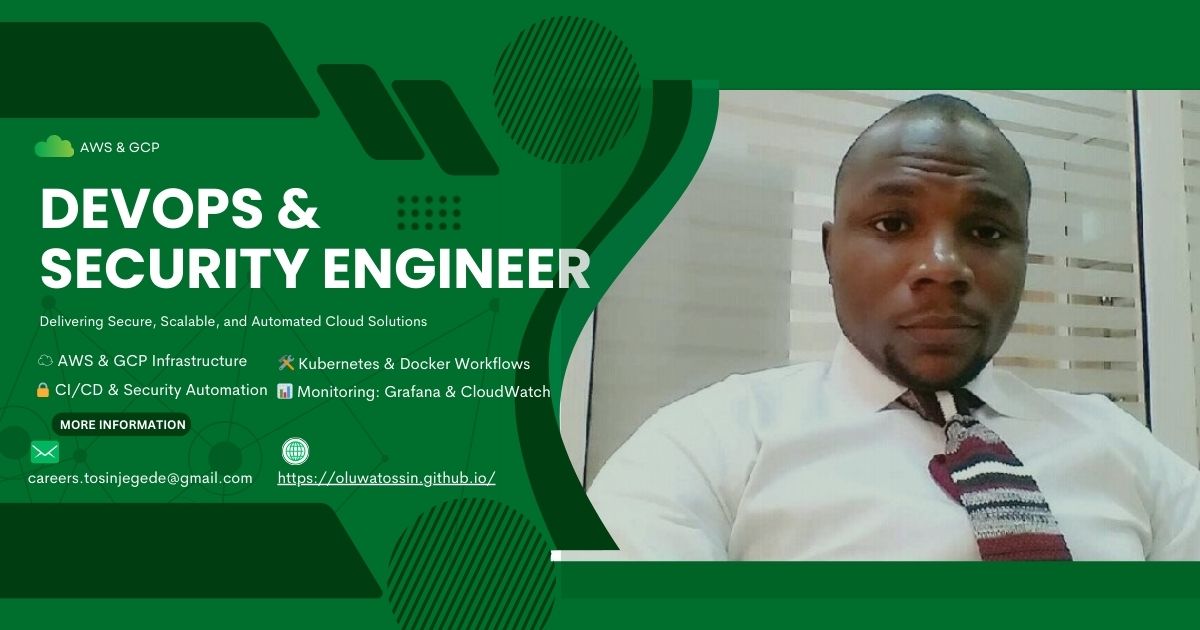 AWS & GCP
DEVOPS &
SECURITY ENGINEER
Delivering Secure, Scalable, and Automated Cloud Solutions
AWS & GCP Infrastructure
🛠️ Kubernetes & Docker Workflows
🔒 CI/CD & Security Automation
📊 Monitoring: Grafana & CloudWatch
MORE INFORMATION
careers.tosinjegede@gmail.com
https://oluwatossin.github.io/